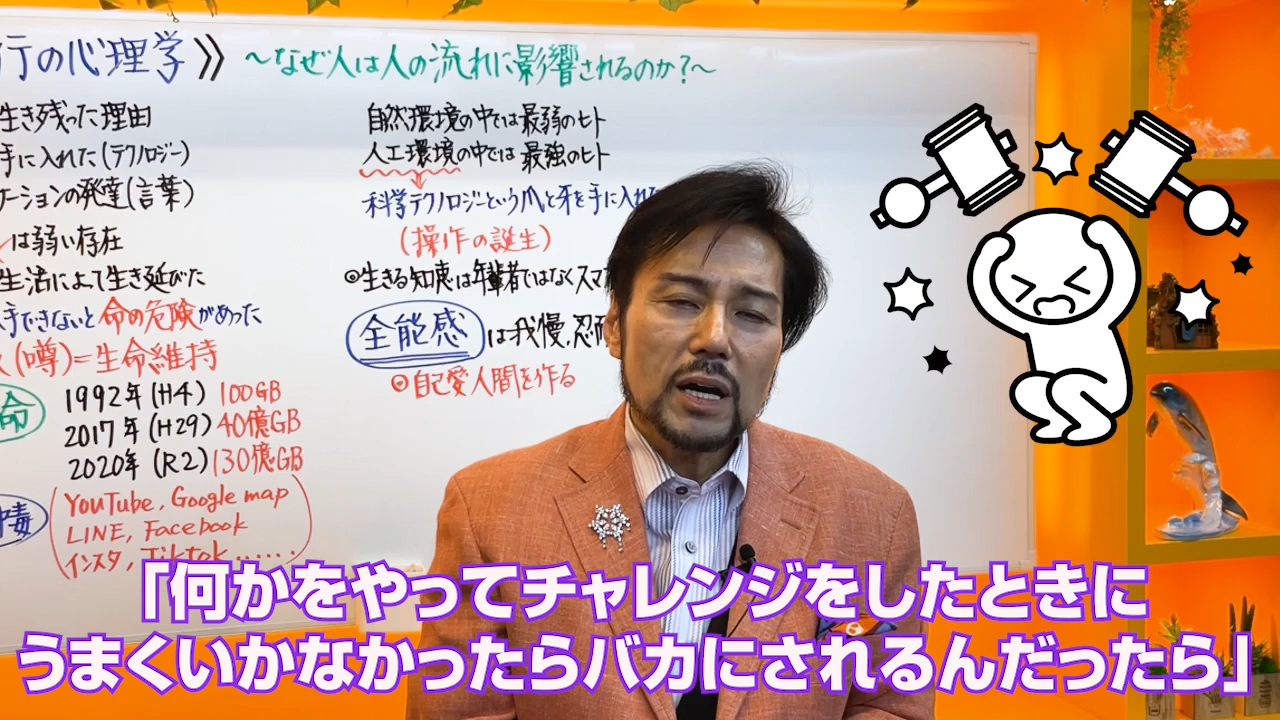 行の心理学》 ～なぜ人は人の流れに影響されるのか？～
生き残った理由
手に入れた(テクノロジー)
ケーションの発達(言葉)
は弱い存在
生活によって生き延びた
手できないと命の危険があった
(噂)=生命維持
命
1992年(H4) 100GB
2017年(H29) 40億GB
2020年(R2) 130億GB
YouTube, Google map
LINE, Facebook
インスタ, Tiktok......
自然環境の中では最弱のヒト
人工環境の中では最強のヒト
科学テクノロジーという爪と牙を手に入れ
(操作の誕生)
◎生きる知恵は年輩者ではなくスマ
全能感は我慢、忍耐
◎自己愛人間を作る
「何かをやってチャレンジをしたときに
うまくいかなかったらバカにされるんだったら」